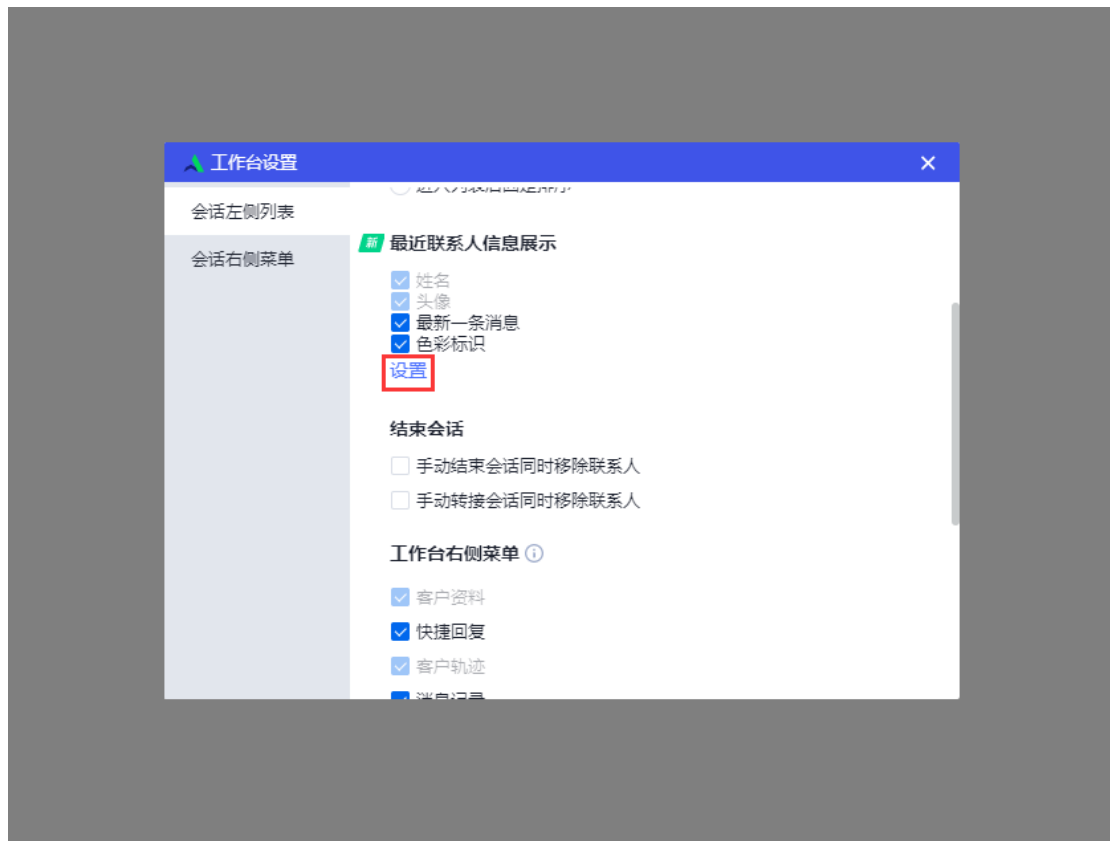 工作台设置
会话左侧列表
会话右侧菜单
新 最近联系人信息展示
姓名
头像
最新一条消息
色彩标识
设置
结束会话
手动结束会话同时移除联系人
手动转接会话同时移除联系人
工作台右侧菜单
客户资料
快捷回复
客户轨迹
消息记录